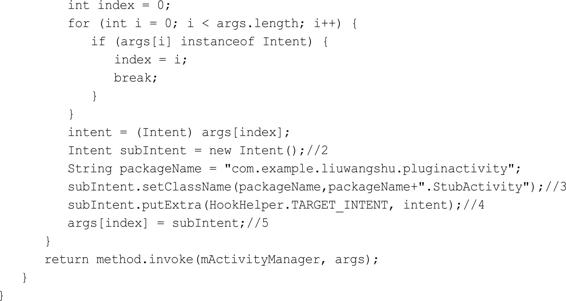 int index = 0;
for (int i = 0; i < args.length; i++) {
if (args[i] instanceof Intent) {
index = i;
break;
}
}
intent = (Intent) args[index];
Intent subIntent = new Intent();//2
String packageName = "com.example.liuwangshu.pluginactivity";
subIntent.setClassName(packageName,packageName+".StubActivity");//3
subIntent.putExtra(HookHelper.TARGET_INTENT, intent);//4
args[index] = subIntent;//5
}
return method.invoke(mActivityManager, args);
}
}